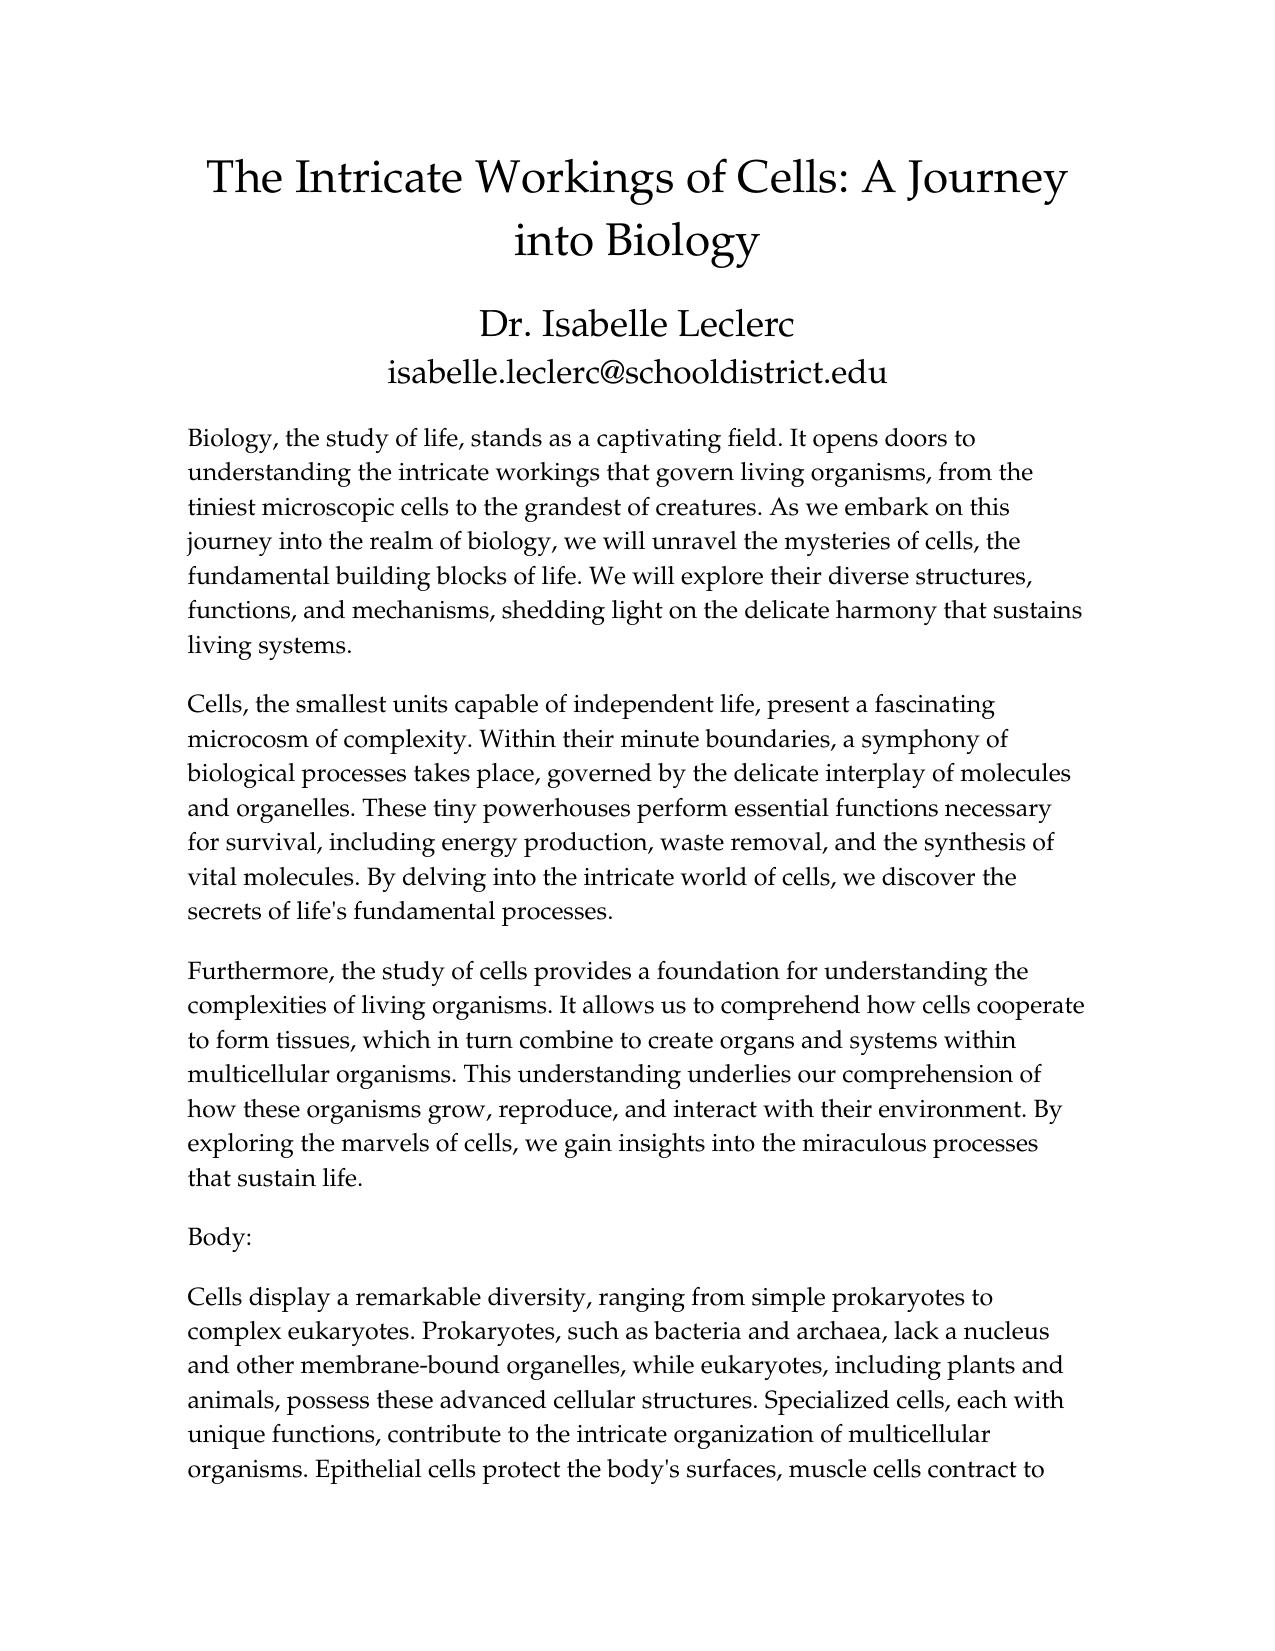 The Intricate Workings of Cells: A Journey
into Biology
Dr. Isabelle Leclerc
isabelle.leclerc@schooldistrict.edu
Biology, the study of life, stands as a captivating field. It opens doors to
understanding the intricate workings that govern living organisms, from the
tiniest microscopic cells to the grandest of creatures. As we embark on this
journey into the realm of biology, we will unravel the mysteries of cells, the
fundamental building blocks of life. We will explore their diverse structures,
functions, and mechanisms, shedding light on the delicate harmony that sustains
living systems.
Cells, the smallest units capable of independent life, present a fascinating
microcosm of complexity. Within their minute boundaries, a symphony of
biological processes takes place, governed by the delicate interplay of molecules
and organelles. These tiny powerhouses perform essential functions necessary
for survival, including energy production, waste removal, and the synthesis of
vital molecules. By delving into the intricate world of cells, we discover the
secrets of life's fundamental processes.
Furthermore, the study of cells provides a foundation for understanding the
complexities of living organisms. It allows us to comprehend how cells cooperate
to form tissues, which in turn combine to create organs and systems within
multicellular organisms. This understanding underlies our comprehension of
how these organisms grow, reproduce, and interact with their environment. By
exploring the marvels of cells, we gain insights into the miraculous processes
that sustain life.
Body:
Cells display a remarkable diversity, ranging from simple prokaryotes to
complex eukaryotes. Prokaryotes, such as bacteria and archaea, lack a nucleus
and other membrane-bound organelles, while eukaryotes, including plants and
animals, possess these advanced cellular structures. Specialized cells, each with
unique functions, contribute to the intricate organization of multicellular
organisms. Epithelial cells protect the body's surfaces, muscle cells contract to